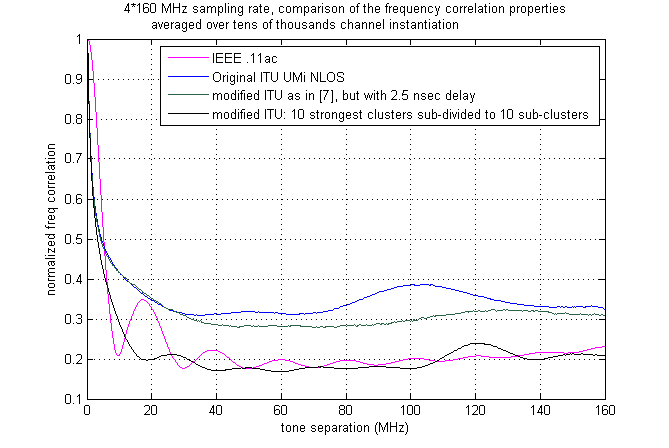 4*160 MHz sampling rate, comparison of the frequency correlation properties
averaged over tens of thousands channel instantiation
IEEE .11ac
Original ITU UMi NLOS
modified ITU as in [7], but with 2.5 nsec delay
modified ITU: 10 strongest clusters sub-divided to 10 sub-clusters
normalized freq correlation
1
0.9
0.8
0.7
0.6
0.5
0.4
0.3
0.2
0.1
0 20 40 60 80 100 120 140 160
tone separation (MHz)